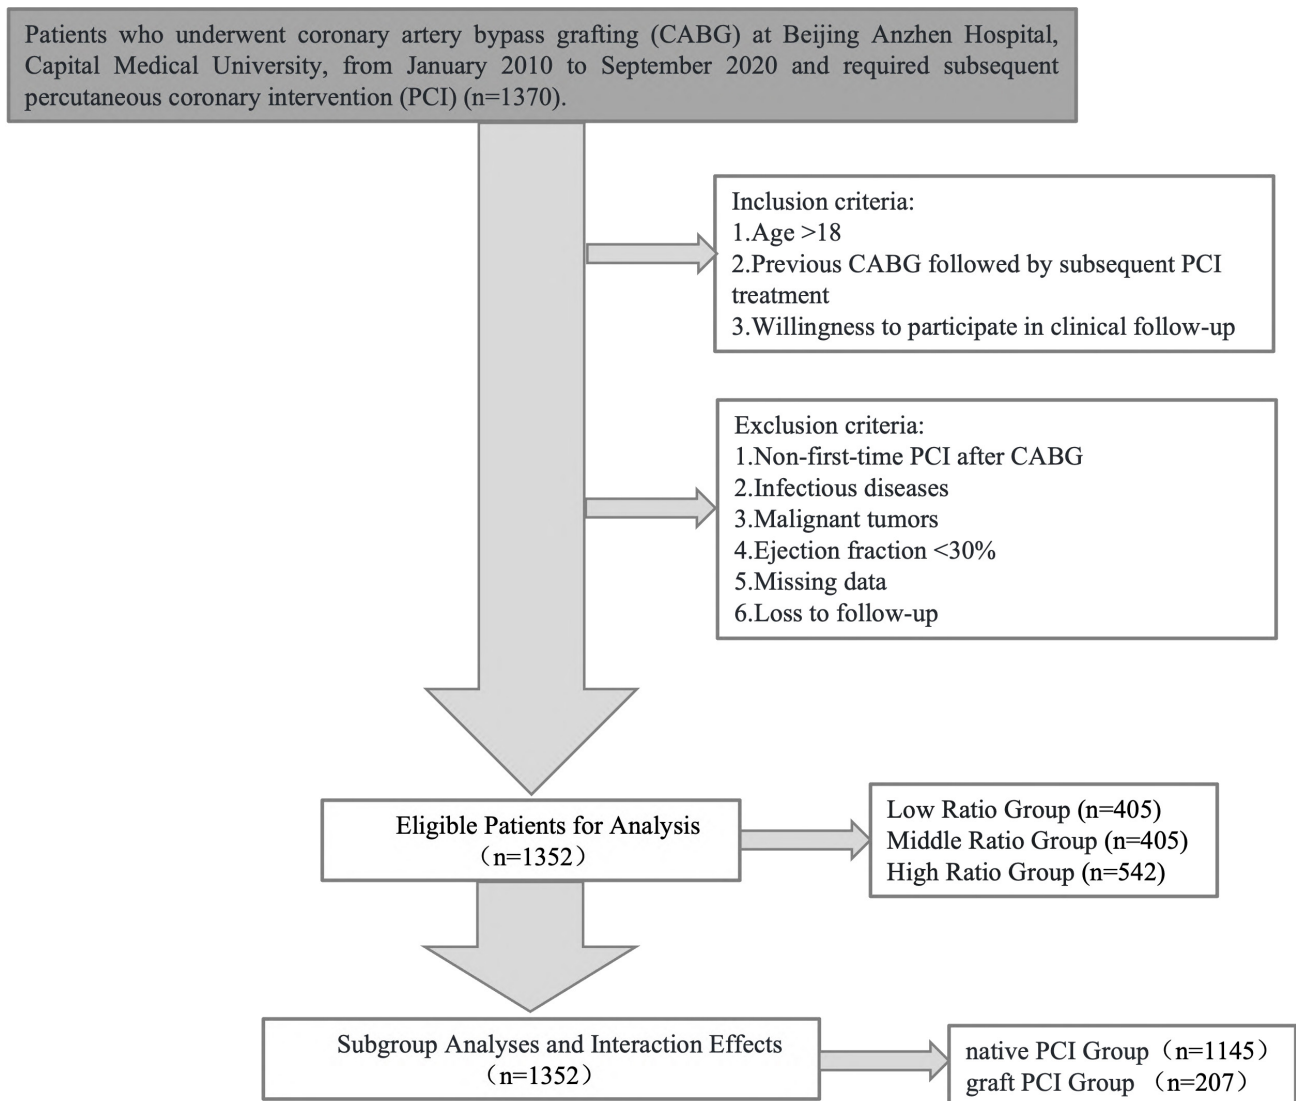 Patients who underwent coronary artery bypass grafting (CABG) at Beijing Anzhen Hospital,
Capital Medical University, from January 2010 to September 2020 and required subsequent
percutaneous coronary intervention (PCI) (n=1370).
Inclusion criteria:
1.Age >18
2.Previous CABG followed by subsequent PCI
treatment
3.Willingness to participate in clinical follow-up
Exclusion criteria:
1.Non-first-time PCI after CABG
2.Infectious diseases
3.Malignant tumors
4.Ejection fraction <30%
5.Missing data
6.Loss to follow-up
Eligible Patients for Analysis
（n=1352）
Low Ratio Group (n=405)
Middle Ratio Group (n=405)
High Ratio Group (n=542)
Subgroup Analyses and Interaction Effects
（n=1352）
native PCI Group（n=1145）
graft PCI Group （n=207）